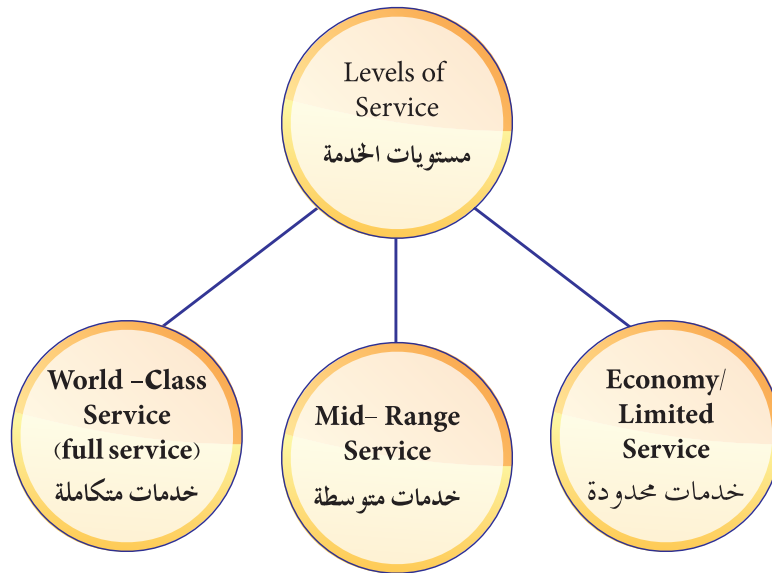 Levels of
Service
مستويات الخدمة
World –Class
Service
(full service)
خدمات متكاملة
Mid– Range
Service
خدمات متوسطة
Economy/
Limited
Service
خدمات محدودة